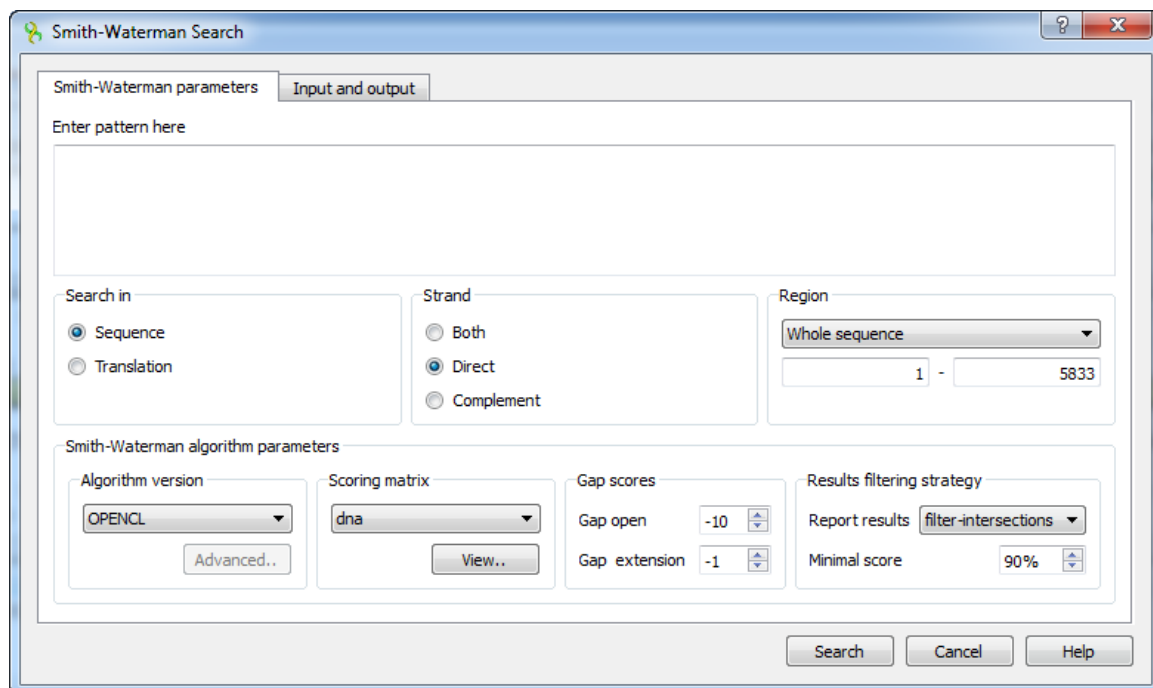 Smith-Waterman Search
?
Smith-Waterman parameters Input and output
Enter pattern here
Search in Strand Region
Sequence Both Whole sequence
Translation Direct 1 - 5833
Complement
Smith-Waterman algorithm parameters
Algorithm version Scoring matrix Gap scores Results filtering strategy
OPENCL dna Gap open -10 Report results filter-intersections
Advanced.. View.. Gap extension -1 Minimal score 90%
Search Cancel Help